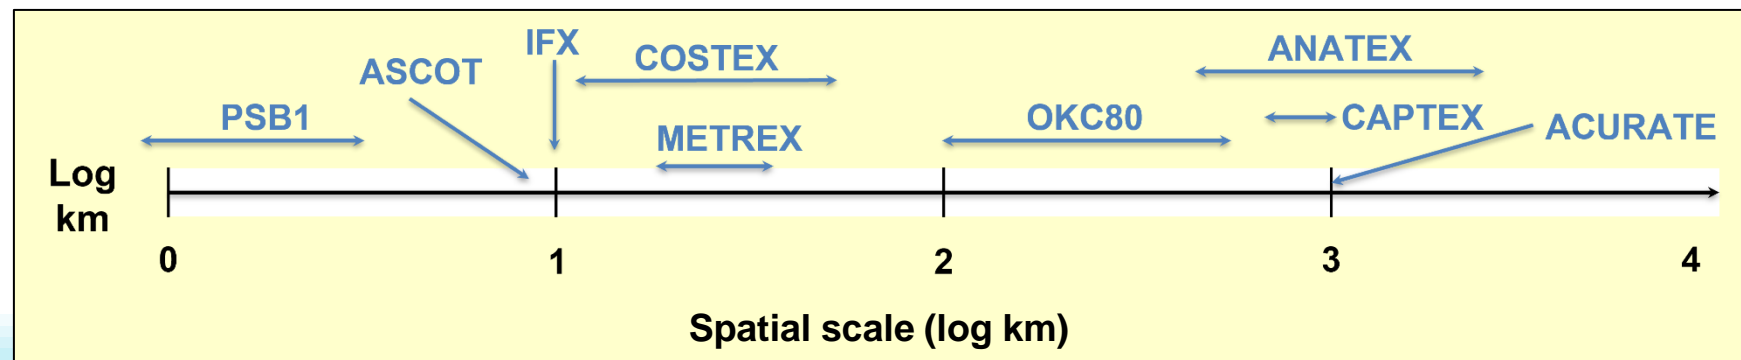 IFX
COSTEX
ANATEX
ASCOT
PSB1
METREX
OKC80
CAPTEX
ACURATE
Log
km
0 1 2 3 4
Spatial scale (log km)